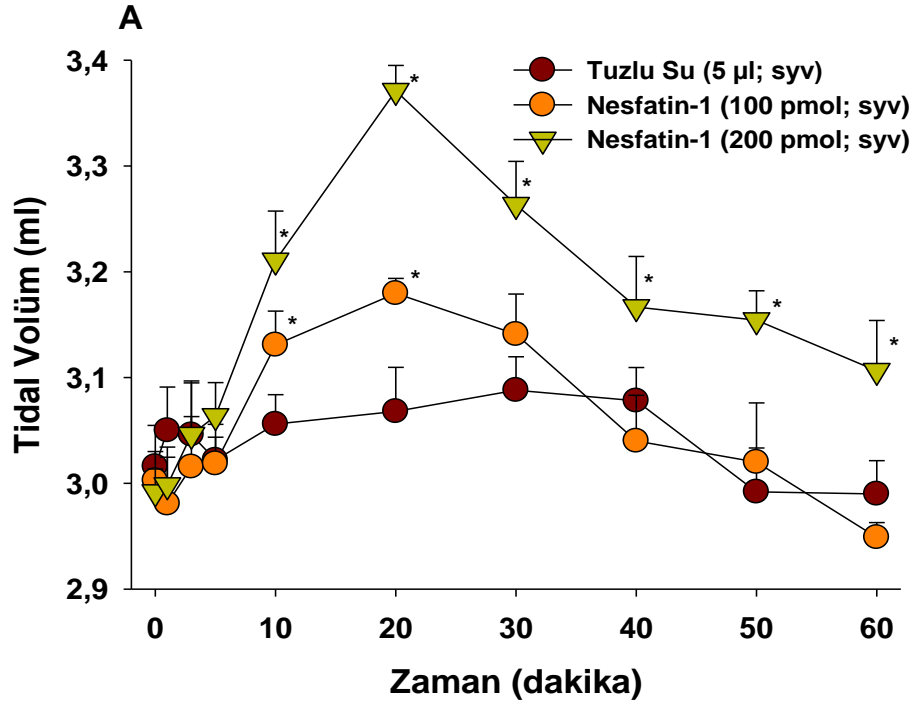 A
3,4
3,3
3,2
3,1
3,0
2,9
Tidal Volüm (ml)
Tuzlu Su (5 µl; syv)
Nesfatin-1 (100 pmol; syv)
Nesfatin-1 (200 pmol; syv)
*
*
*
*
*
*
*
*
0 10 20 30 40 50 60
Zaman (dakika)